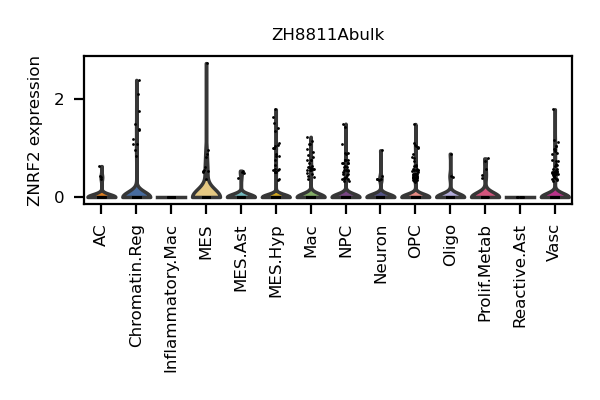 ZH8811Abulk
ZNRF2 expression
2
0
AC
Chromatin.Reg
Inflammatory.Mac
MES
MES.Ast
MES.Hyp
Mac
NPC
Neuron
OPC
Oligo
Prolif.Metab
Reactive.Ast
Vasc